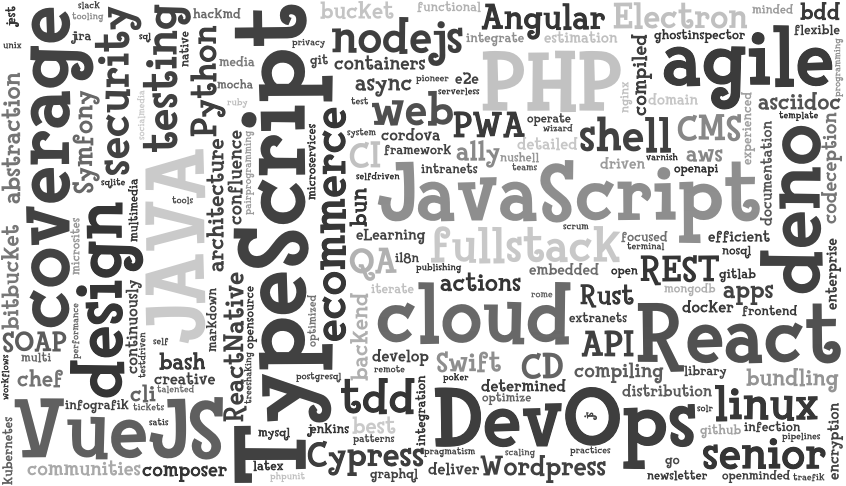 jest
slack
tooling
jra
sql
native
hackmd
bucket
functional
Angular
Electron
minded
bdd
flexible
unix
coverage
security
testing
Python
media
mocha
ruby
privacy
git
nodejs
containers
integrate
estimation
ghostinspector
agile
programming
socialmedia
TypeScript
async
pioneer
e2e
serverless
PHP
nginx
compiled
domain
asciidoc
template
abstraction
Symfony
sqlite
multimedia
JAVA
tools
architecture
confluence
pairprogramming
microservices
ecommerce
test
web
system
cordova
PWA
operate
wizard
shell
CMS
experienced
documentation
deno
codeception
CI
framework
a11y
nushell
detailed
driven
varnish
aws
openapi
selfdriven
intranets
teams
bun
JavaScript
scrum
eLearning
fullstack
focused
terminal
efficient
nosql
enterprise
bitbucket
microsites
design
continuously
QA
i18n
publishing
embedded
open
REST
gitlab
actions
mongodb
apps
iterate
rome
Rust
docker
frontend
performance
self
markdown
ReactNative
opensource
treeshaking
optimized
backend
cloud
extranets
API
React
SOAP
multi
workflows
testdriven
bash
creative
talented
chef
cli
tickets
infografik
postgresql
develop
remote
Swift
CD
compiling
library
bundling
poker
determined
optimize
distribution
tdd
integration
DevOps
solr
linux
VueJS
satis
mysql
jenkins
best
patterns
github
infection
pipelines
encryption
kubernetes
communities
composer
latex
phpunit
Cypress
graphql
pragmatism
scaling
deliver
Wordpress
practices
go
newsletter
senior
openminded
traefik